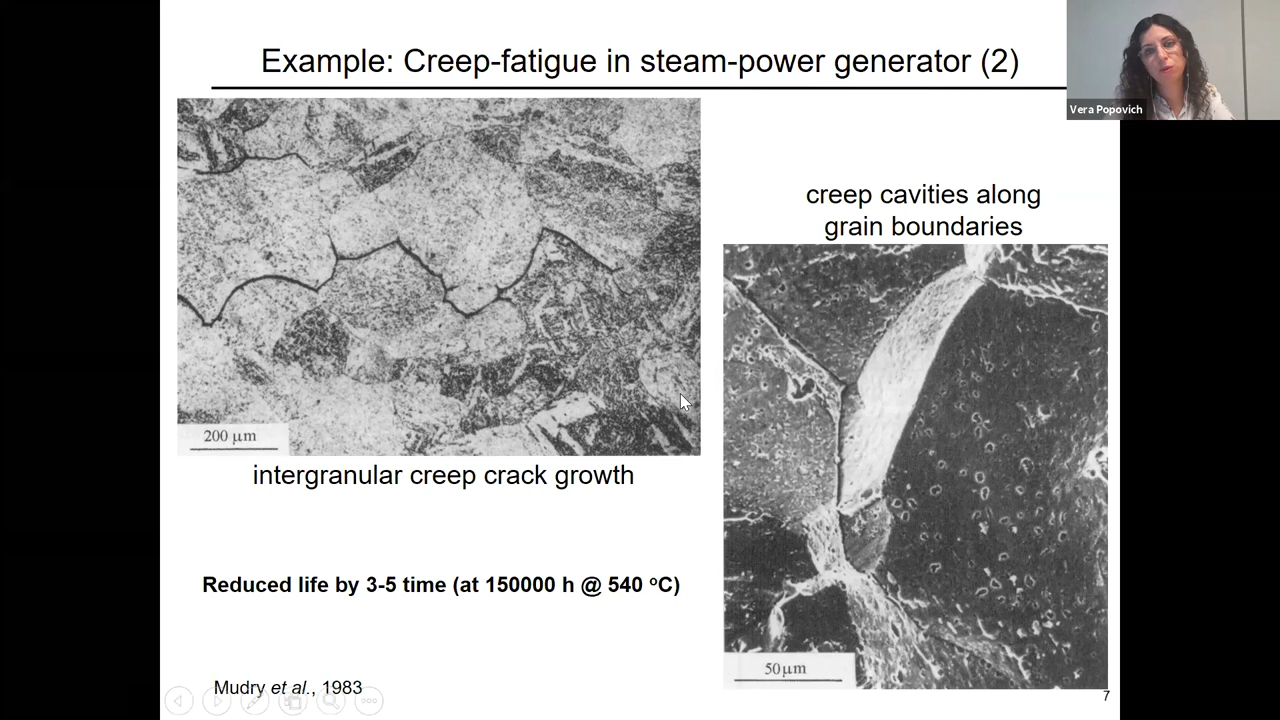 Example: Creep-fatigue in steam-power generator (2)
Vera Popovich
creep cavities along
grain boundaries
200 μm
intergranular creep crack growth
Reduced life by 3-5 time (at 150000 h @ 540 ºC)
50μm
Mudry et al., 1983
7